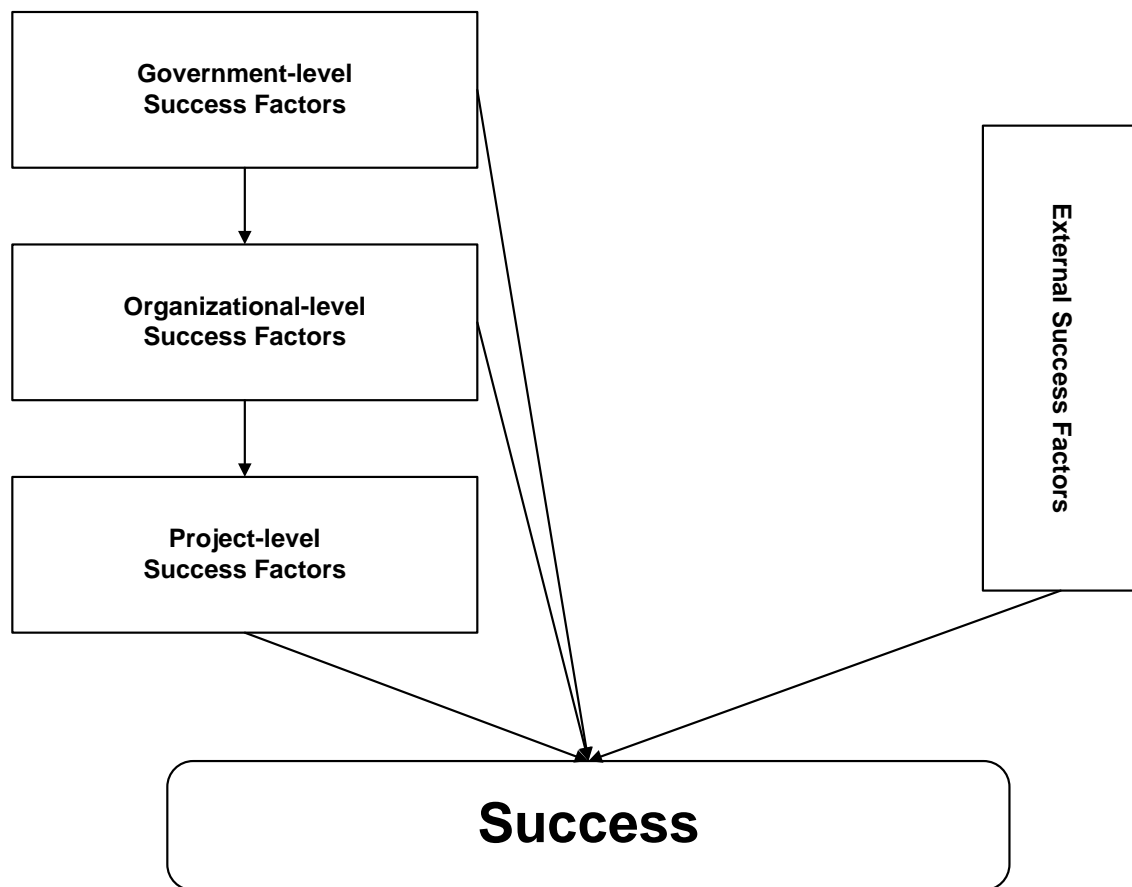 Government-level
Success Factors
Organizational-level
Success Factors
Project-level
Success Factors
External Success Factors
Success